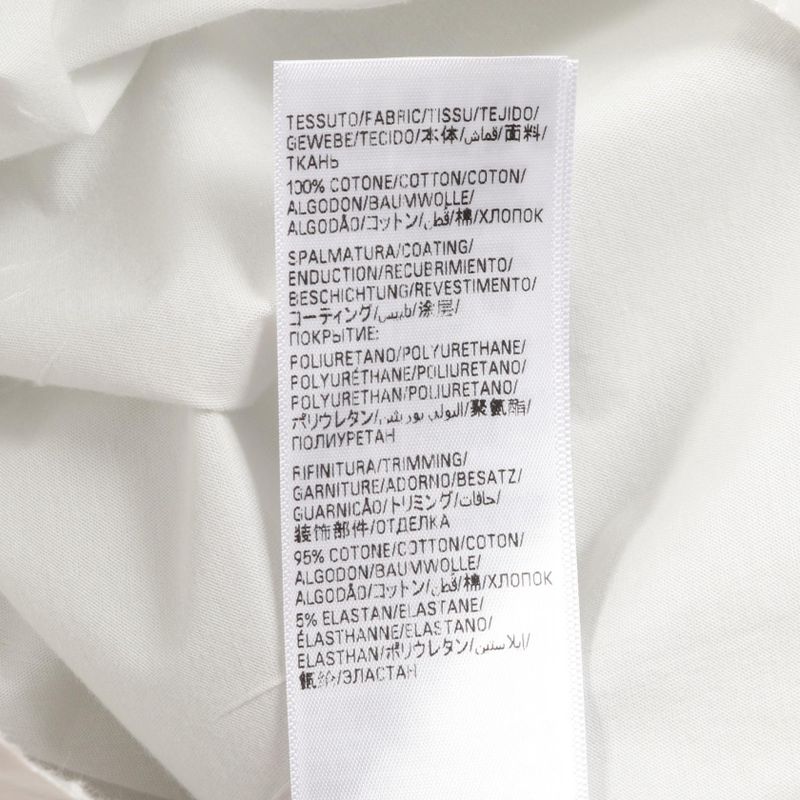 TESSUTO/FABRIC/TISSU/TEJIDO/
GEWEBE/TECIDO/本体/قماش/面料/
ТКАНЬ
100% COTONE/COTTON/COTON/
ALGODON/BAUMWOLLE/
ALGODÃO/コットン/قطن/棉/ХЛОПОК
SPALMATURA/COATING/
ENDUCTION/RECUBRIMIENTO/
BESCHICHTUNG/REVESTIMENTO/
コーティング/تلبيس/涂层/
ПОКРЫТИЕ:
POLIURETANO/POLYURETHANE/
POLYURÉTHANE/POLIURETANO/
POLYURETHAN/POLIURETANO/
ポリウレタン/البولي يوريثين/聚氨酯/
ПОЛИУРЕТАН
RIFINITURA/TRIMMING/
GARNITURE/ADORNO/BESATZ/
GUARNICÃO/トリミング/حافات/
装饰部件/ОТДЕЛКА
95% COTONE/COTTON/COTON/
ALGODON/BAUMWOLLE/
ALGODÃO/コットン/قطن/棉/ХЛОПОК
5% ELASTAN/ELASTANE/
ÉLASTHANNE/ELASTANO/
ELASTHAN/ポリウレタン/إيلاستين/
氨纶/ЭЛАСТАН